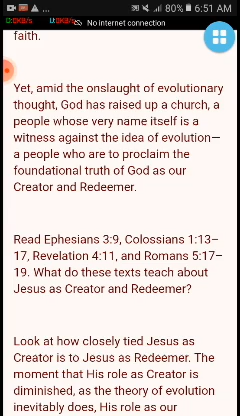 0:0KB/s U:0KB/s 80% 6:51 AM
No internet connection
faith.
Yet, amid the onslaught of evolutionary
thought, God has raised up a church, a
people whose very name itself is a
witness against the idea of evolution—
a people who are to proclaim the
foundational truth of God as our
Creator and Redeemer.
Read Ephesians 3:9, Colossians 1:13–
17, Revelation 4:11, and Romans 5:17–
19. What do these texts teach about
Jesus as Creator and Redeemer?
Look at how closely tied Jesus as
Creator is to Jesus as Redeemer. The
moment that His role as Creator is
diminished, as the theory of evolution
inevitably does, His role as our